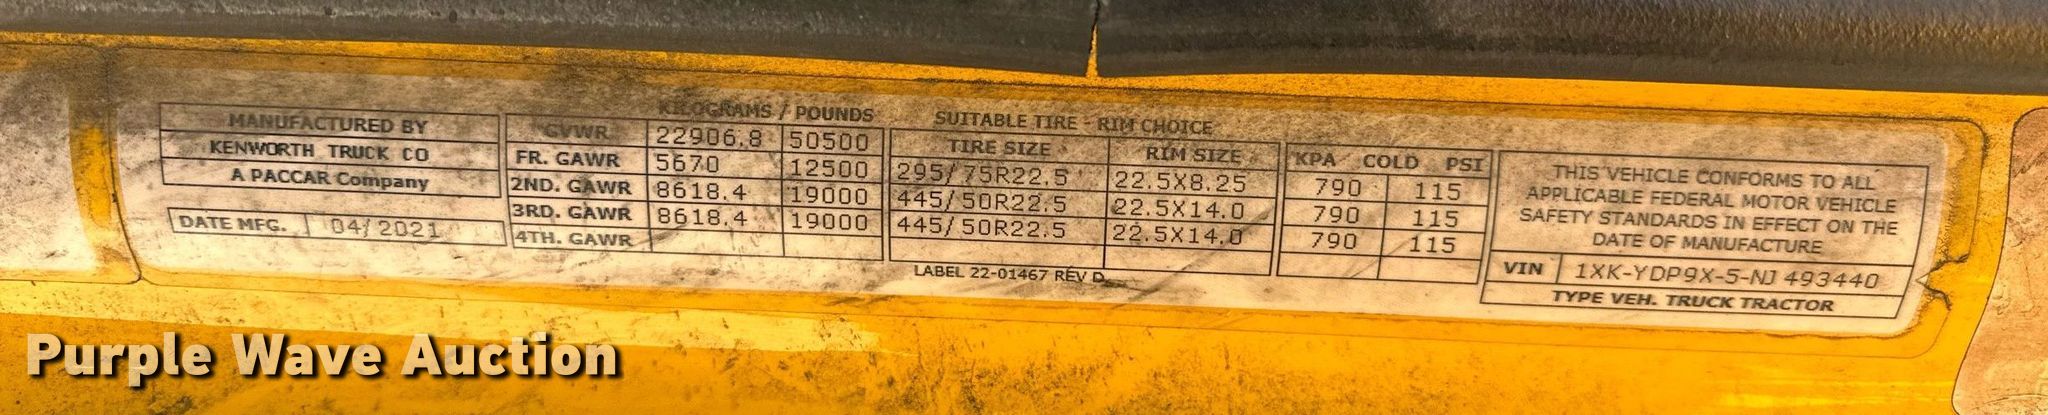 MANUFACTURED BY
KENWORTH TRUCK CO
A PACCAR Company
DATE MFG. 04/2021
KILOGRAMS / POUNDS
GVWR 22906.8 50500
FR. GAWR 5670 12500
2ND. GAWR 8618.4 19000
3RD. GAWR 8618.4 19000
4TH. GAWR
SUITABLE TIRE - RIM CHOICE
TIRE SIZE RIM SIZE
295/75R22.5 22.5X8.25
445/50R22.5 22.5X14.0
445/50R22.5 22.5X14.0
KPA COLD PSI
790 115
790 115
790 115
LABEL 22-01467 REV D
THIS VEHICLE CONFORMS TO ALL
APPLICABLE FEDERAL MOTOR VEHICLE
SAFETY STANDARDS IN EFFECT ON THE
DATE OF MANUFACTURE
VIN 1XK-YDP9X-5-NJ 493440
TYPE VEH. TRUCK TRACTOR
Purple Wave Auction